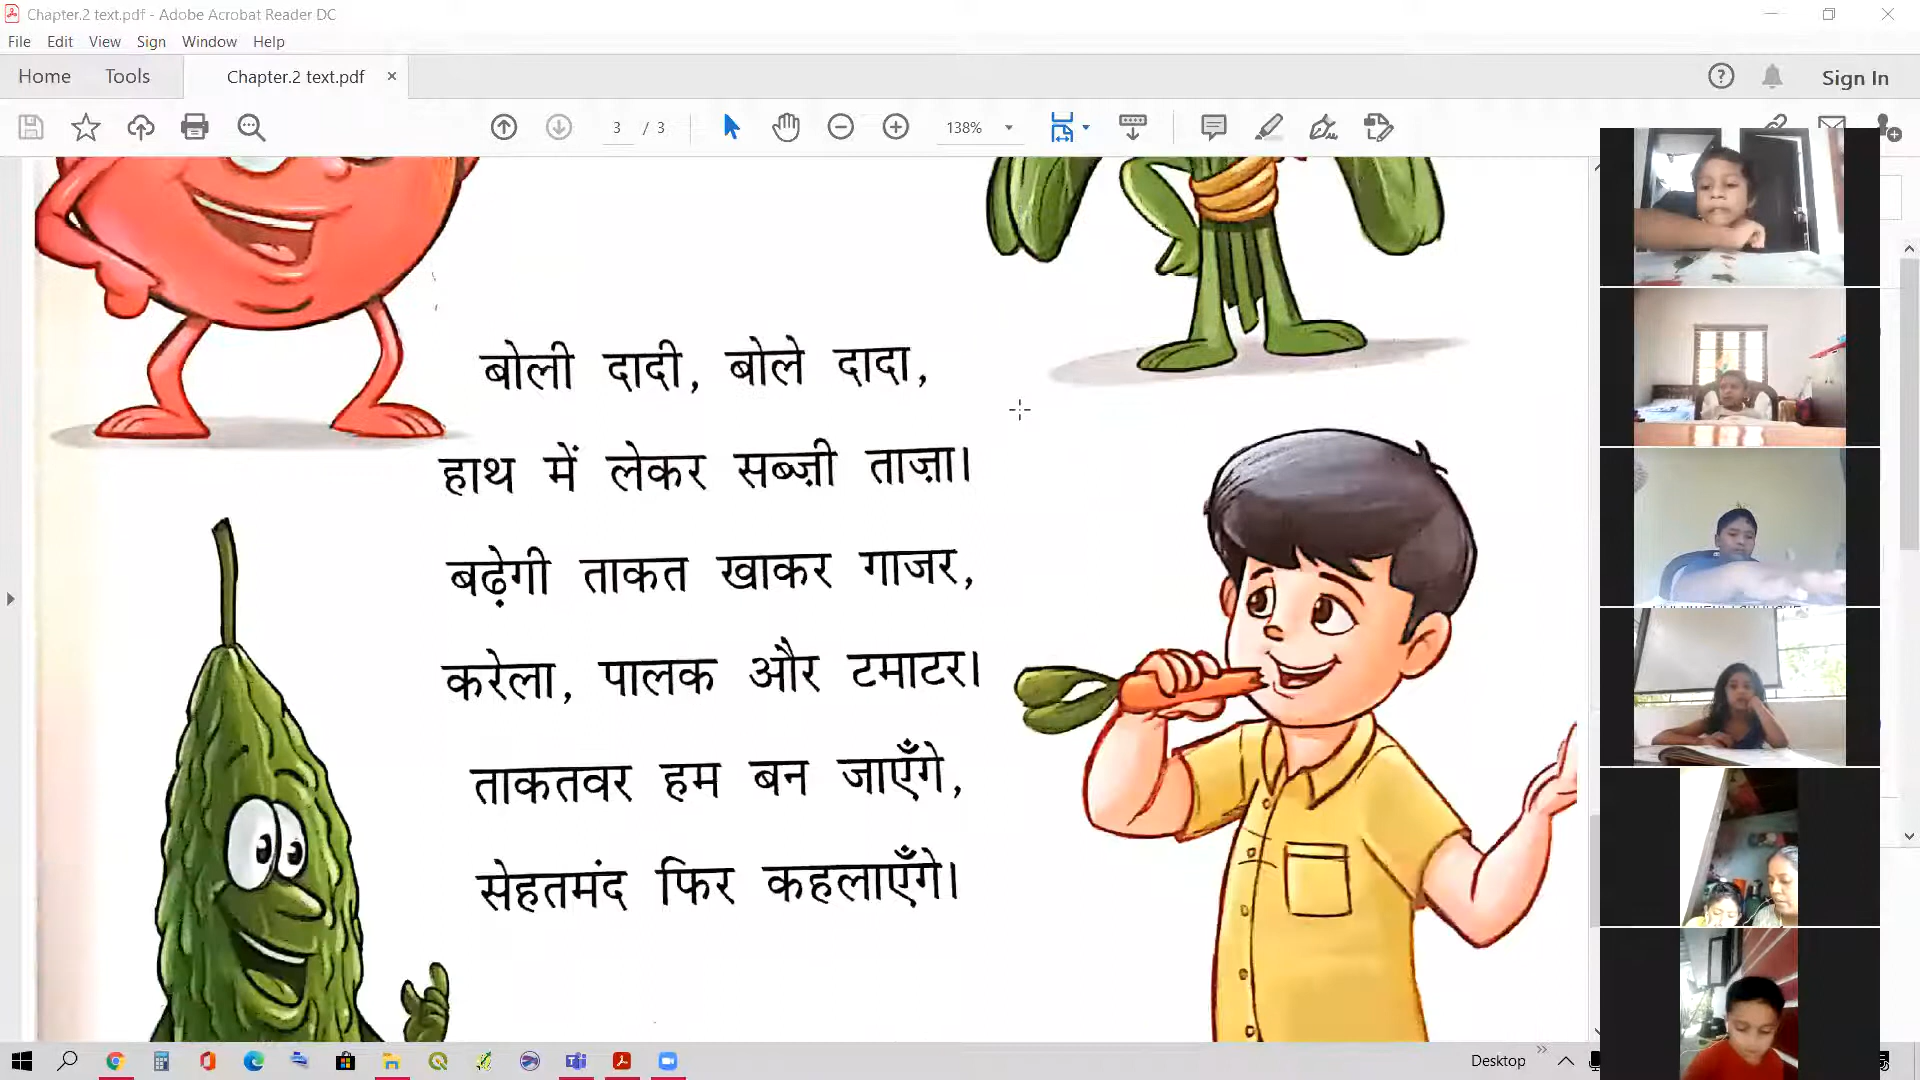 Chapter.2 text.pdf - Adobe Acrobat Reader DC
File Edit View Sign Window Help
Home Tools Chapter.2 text.pdf × Sign In
3 / 3 138%
बोली दादी, बोले दादा,
हाथ में लेकर सब्ज़ी ताज़ा।
बढ़ेगी ताकत खाकर गाजर,
करेला, पालक और टमाटर।
ताकतवर हम बन जाएँगे,
सेहतमंद फिर कहलाएँगे।
Desktop